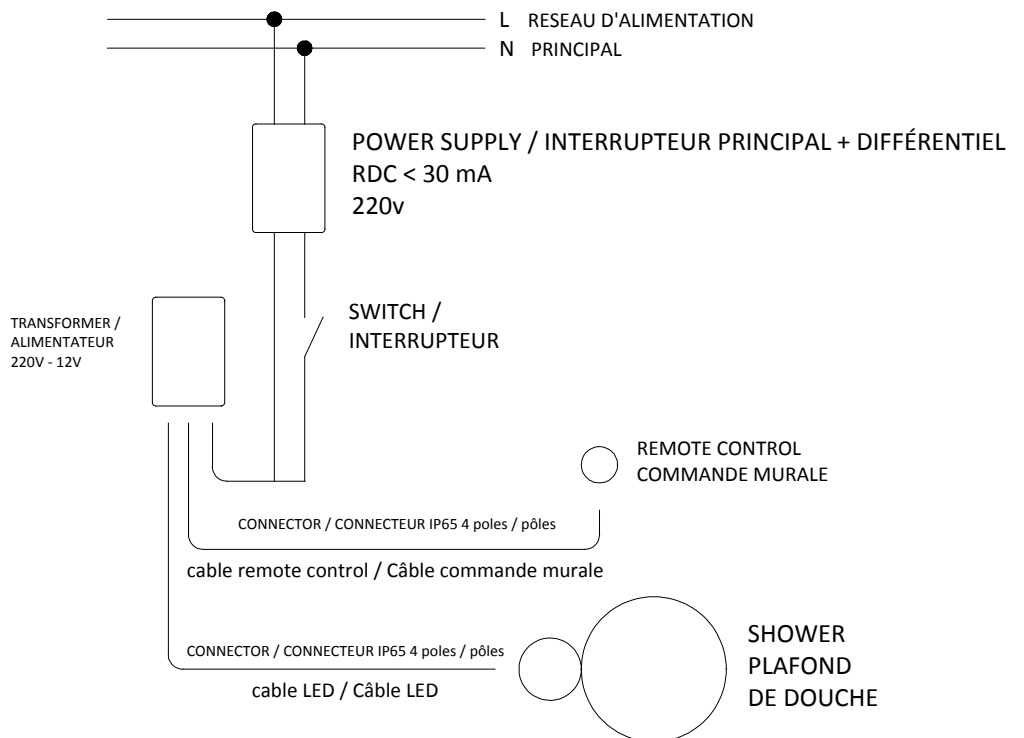 L RESEAU D'ALIMENTATION
N PRINCIPAL
POWER SUPPLY / INTERRUPTEUR PRINCIPAL + DIFFÉRENTIEL
RDC < 30 mA
220v
TRANSFORMER /
ALIMENTATEUR
220V - 12V
SWITCH /
INTERRUPTEUR
REMOTE CONTROL
COMMANDE MURALE
CONNECTOR / CONNECTEUR IP65 4 poles / pôles
cable remote control / Câble commande murale
CONNECTOR / CONNECTEUR IP65 4 poles / pôles
cable LED / Câble LED
SHOWER
PLAFOND
DE DOUCHE